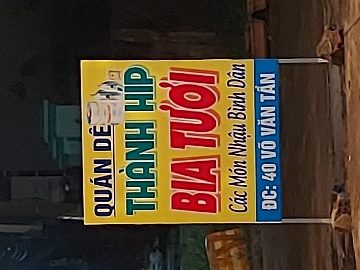 QUÁN DÊ
THÀNH HIP
BIA TƯƠI
Các Món Nhậu Bình Dân
ĐC: 40 VÕ VĂN TẦN